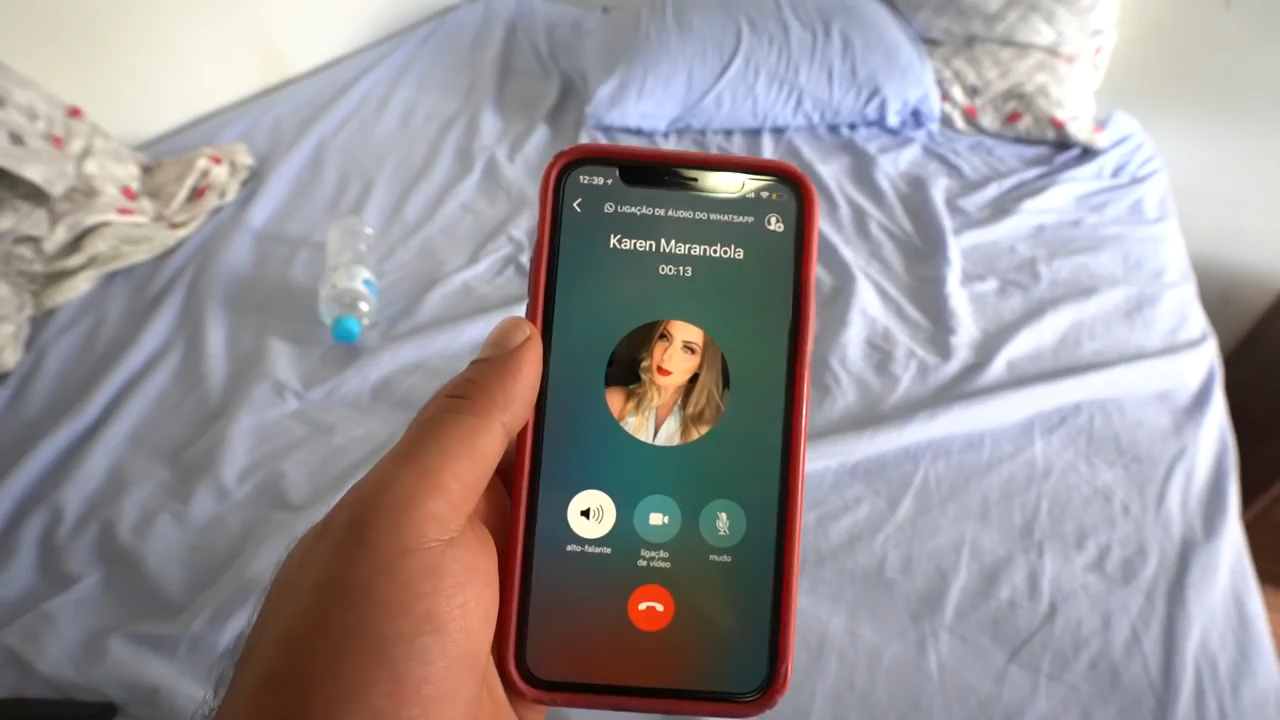 12:39
LIGAÇÃO DE ÁUDIO DO WHATSAPP
Karen Marandola
00:13
alto-falante
ligação
de vídeo
mudo